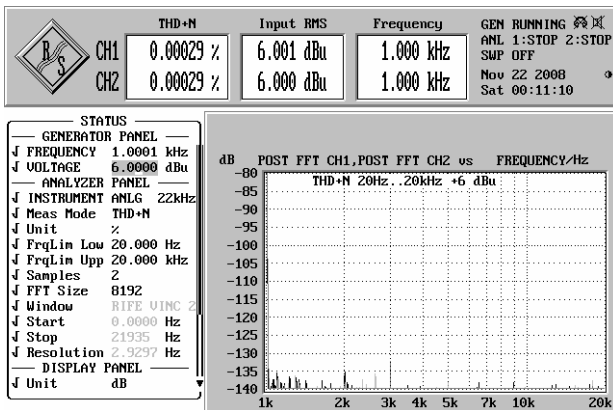 THD+N Input RMS Frequency
R S
CH1 0.00029 % 6.001 dBu 1.000 kHz
CH2 0.00029 % 6.000 dBu 1.000 kHz
GEN RUNNING
ANL 1:STOP 2:STOP
SWP OFF
Nov 22 2008
Sat 00:11:10
STATUS
GENERATOR PANEL
√ FREQUENCY 1.0001 kHz
√ VOLTAGE 6.0000 dBu
ANALYZER PANEL
√ INSTRUMENT ANLG 22kHz
√ Meas Mode THD+N
√ Unit %
√ FrqLim Low 20.000 Hz
√ FrqLim Upp 20.000 kHz
√ Samples 2
√ FFT Size 8192
√ Window RIFE VINC 2
√ Start 0.0000 Hz
√ Stop 21935 Hz
√ Resolution 2.9297 Hz
DISPLAY PANEL
√ Unit dB
dB POST FFT CH1,POST FFT CH2 vs FREQUENCY/Hz
THD+N 20Hz..20kHz +6 dBu
-80
-85
-90
-95
-100
-105
-110
-115
-120
-125
-130
-135
-140
1k 2k 3k 4k 5k 7k 10k 20k